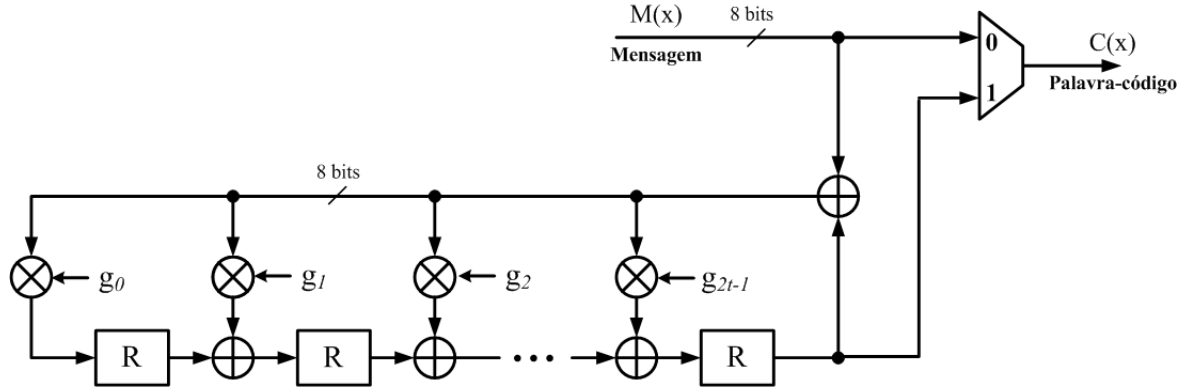 M(x) 8 bits
Mensagem
0
C(x)
Palavra-código
1
8 bits
g0 g1 g2 g2t-1
R R R